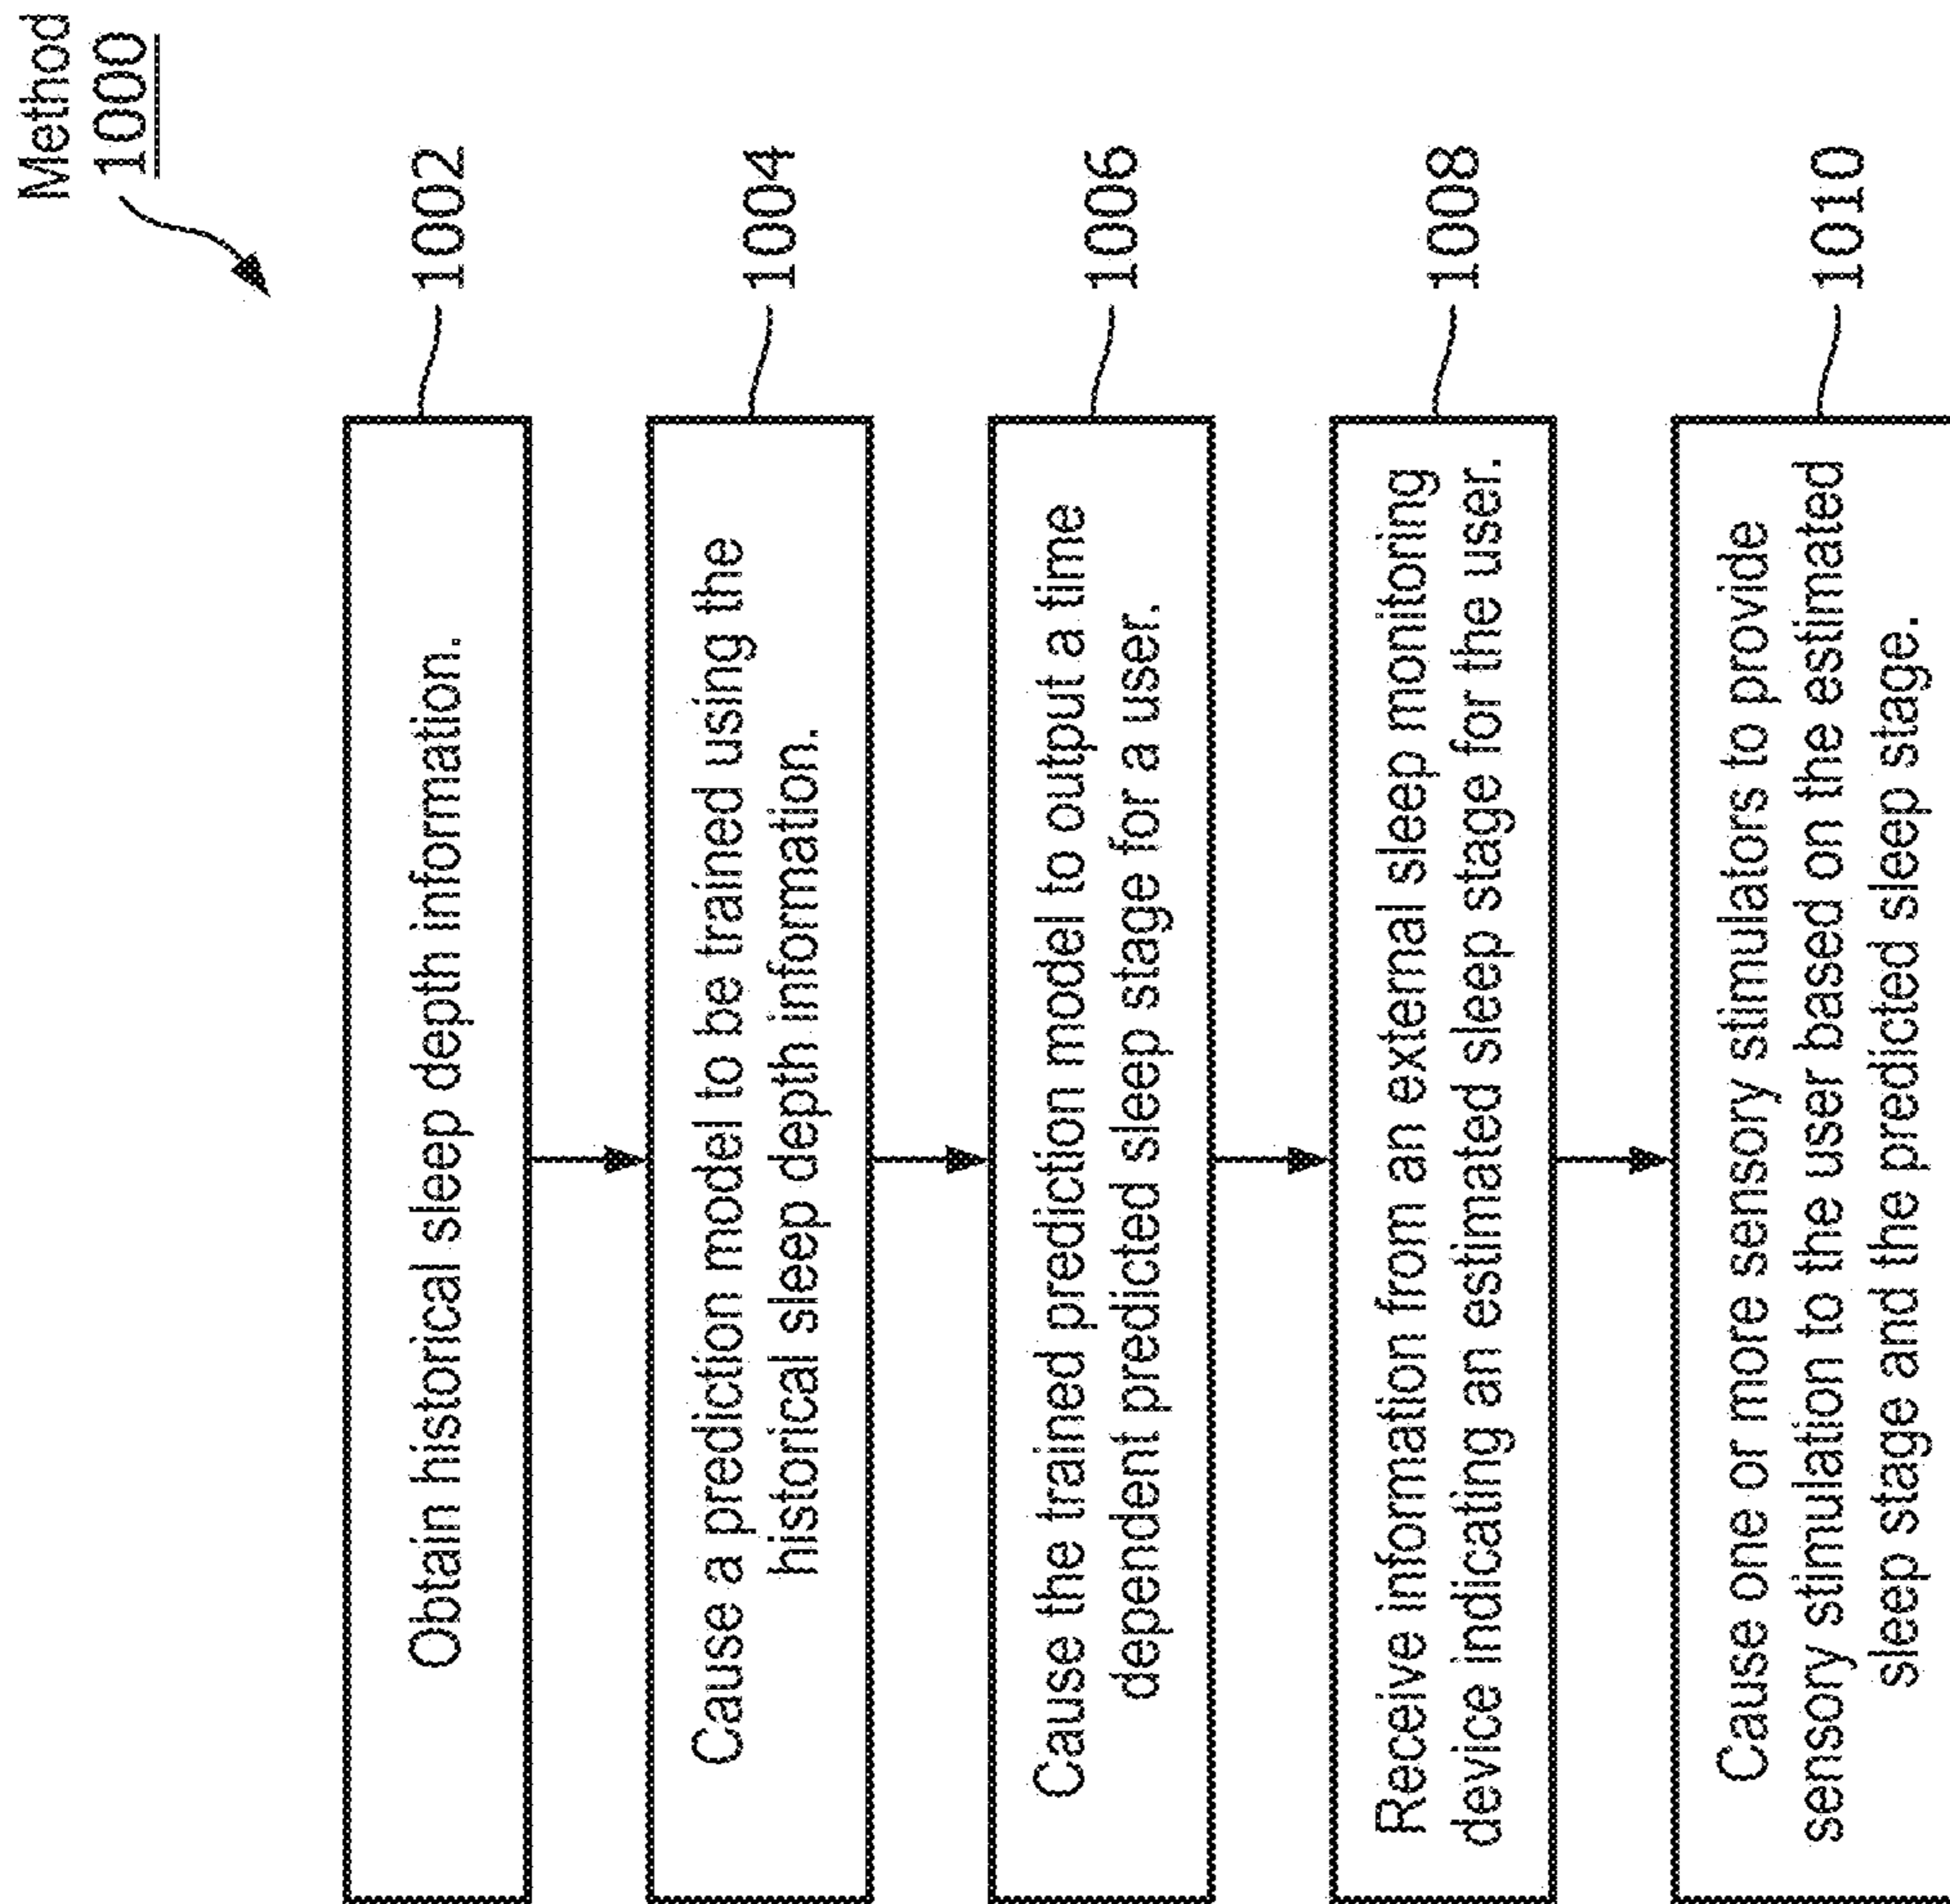 Method
1000
Obtain historical sleep depth information.
1002
Cause a prediction model to be trained using the
historical sleep depth information.
1004
Cause the trained prediction model to output a time
dependent predicted sleep stage for a user.
1006
Receive information from an external sleep monitoring
device indicating an estimated sleep stage for the user.
1008
Cause one or more sensory stimulators to provide
sensory stimulation to the user based on the estimated
sleep stage and the predicted sleep stage.
1010